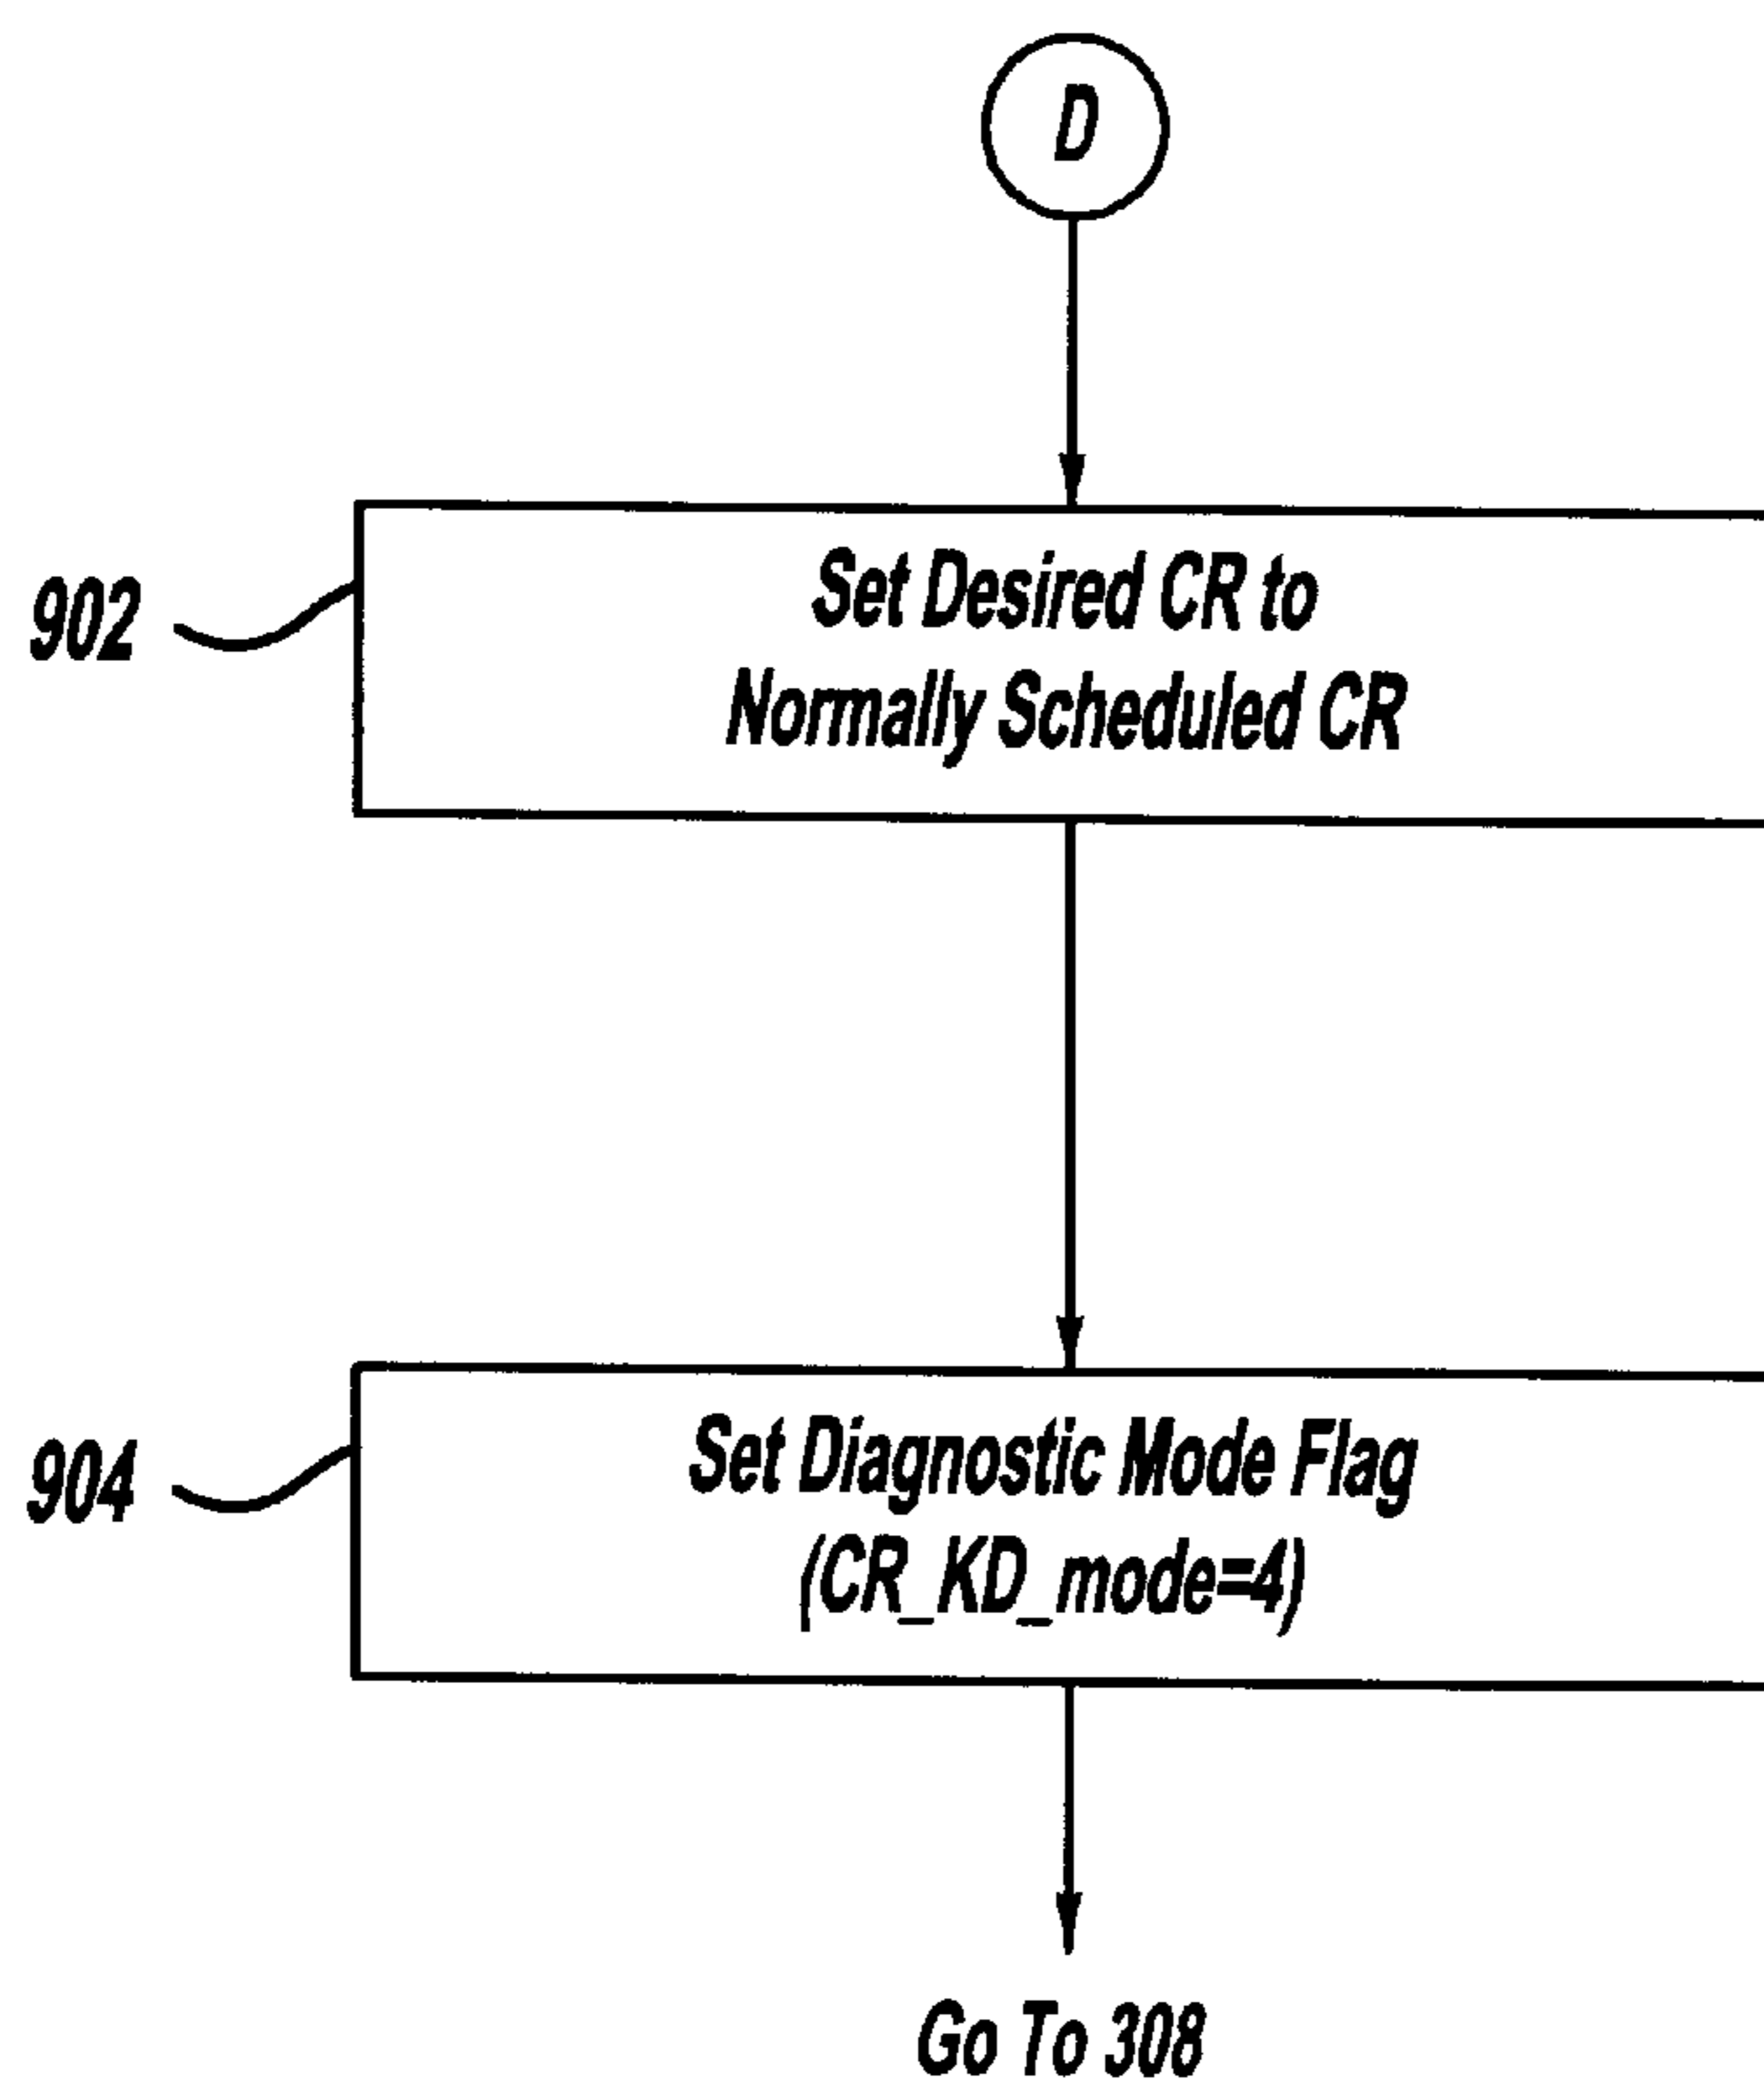 D
902
Set Desired CR to
Normally Scheduled CR
904
Set Diagnostic Mode Flag
(CR_KD_mode=4)
Go To 308